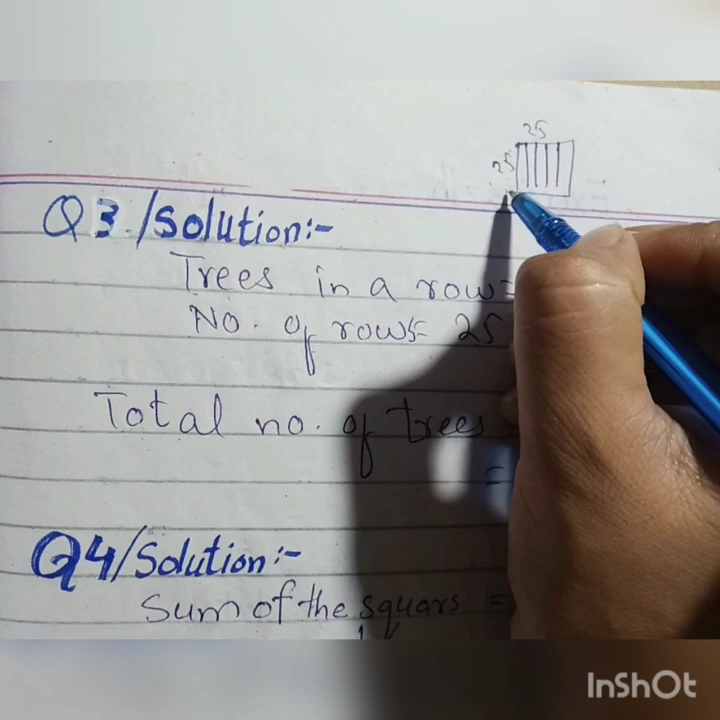 25
25
Q3./Solution:-
Trees in a row=
No. of rows= 25
Total no. of trees
=
Q4/Solution:-
Sum of the squars =
InShOt